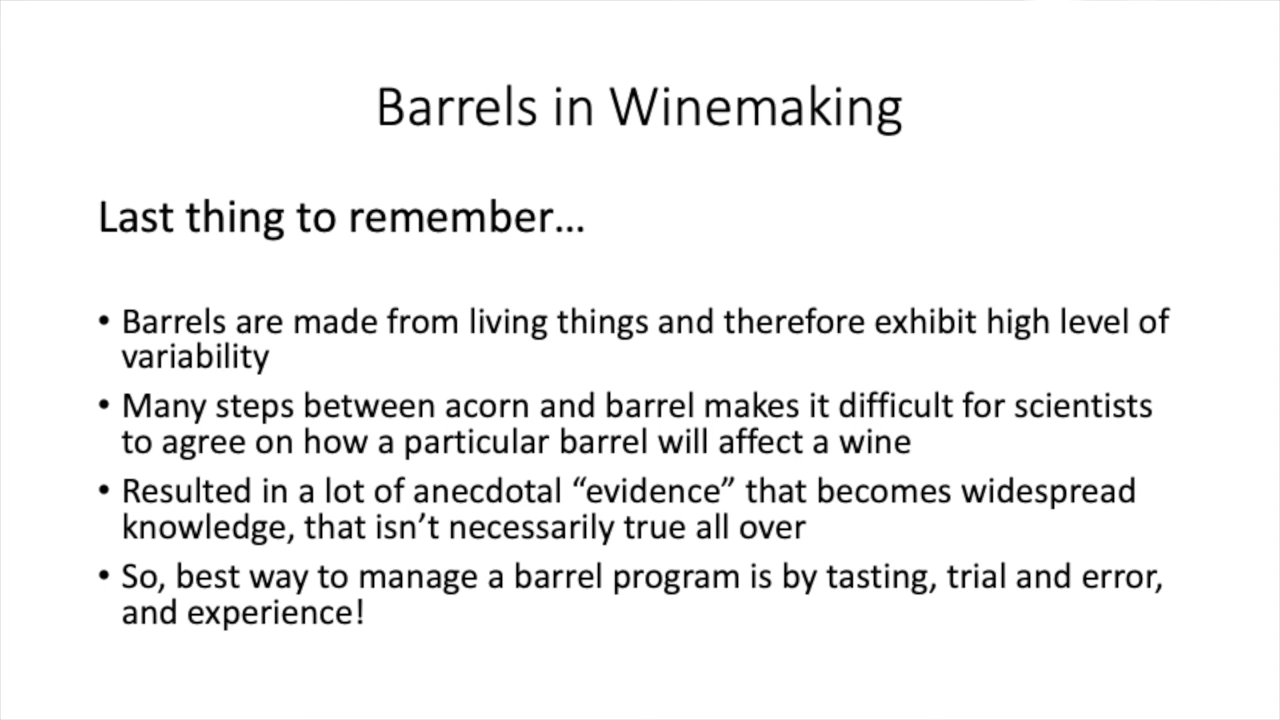 Barrels in Winemaking
Last thing to remember...
• Barrels are made from living things and therefore exhibit high level of
variability
• Many steps between acorn and barrel makes it difficult for scientists
to agree on how a particular barrel will affect a wine
• Resulted in a lot of anecdotal “evidence” that becomes widespread
knowledge, that isn’t necessarily true all over
• So, best way to manage a barrel program is by tasting, trial and error,
and experience!